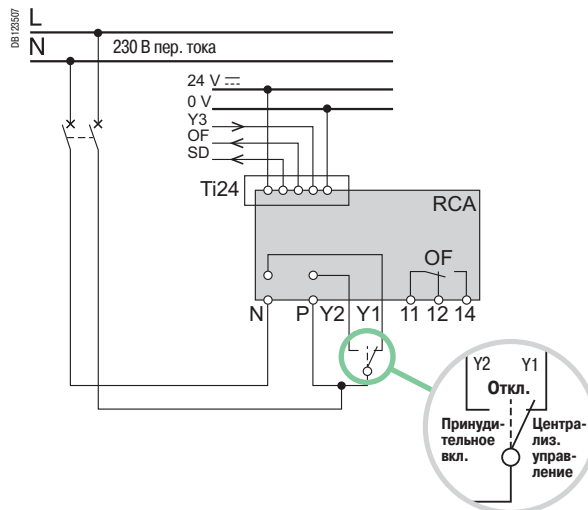 DB123507
L
N
230 В пер. тока
24 V
0 V
Y3
OF
SD
Ti24
RCA
OF
N P Y2 Y1 11 12 14
Y2 Y1
Откл.
Принуди-
тельное
вкл.
Центра-
лиз.
управ-
ление